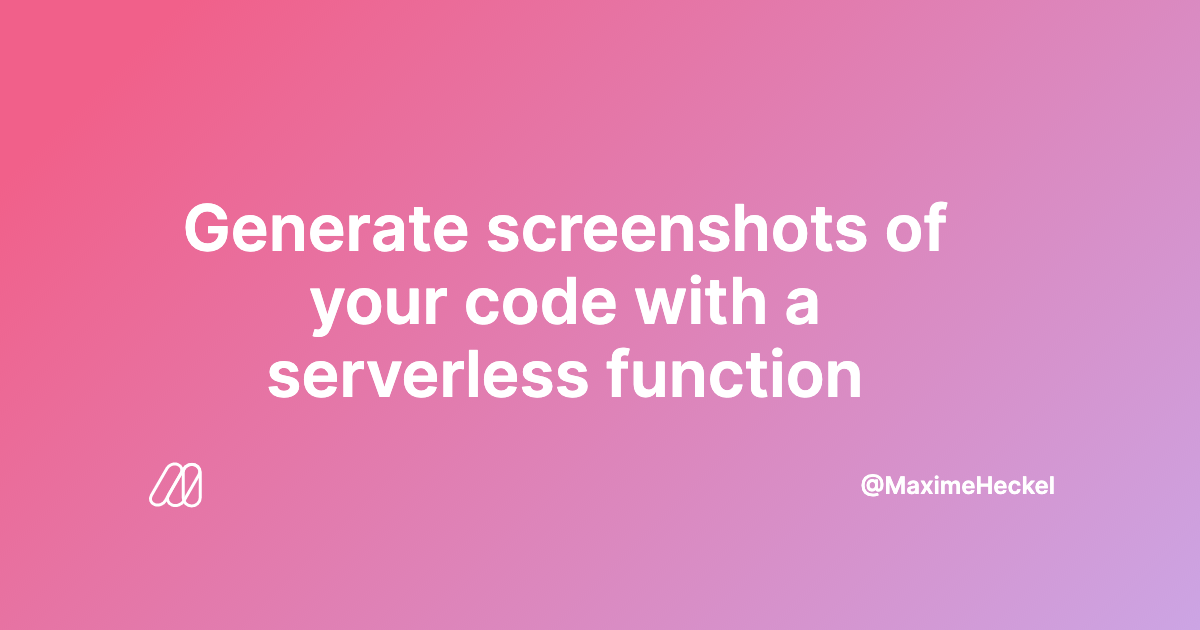 Generate screenshots of
your code with a
serverless function
@MaximeHeckel